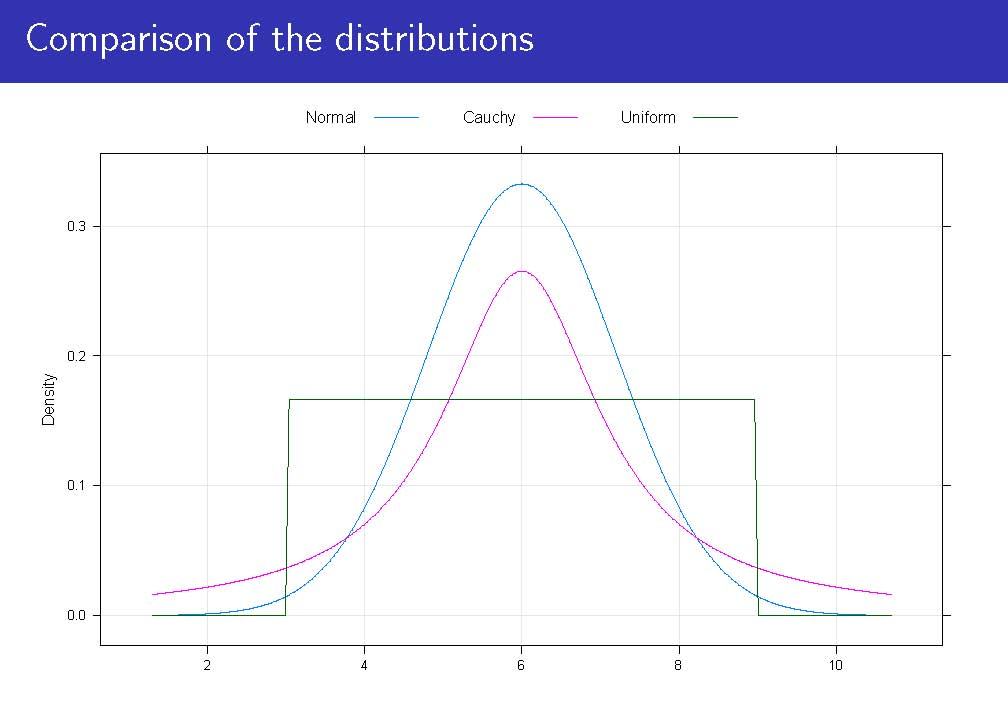 Comparison of the distributions
Normal Cauchy Uniform
0.3
0.2
0.1
0.0
Density
2 4 6 8 10